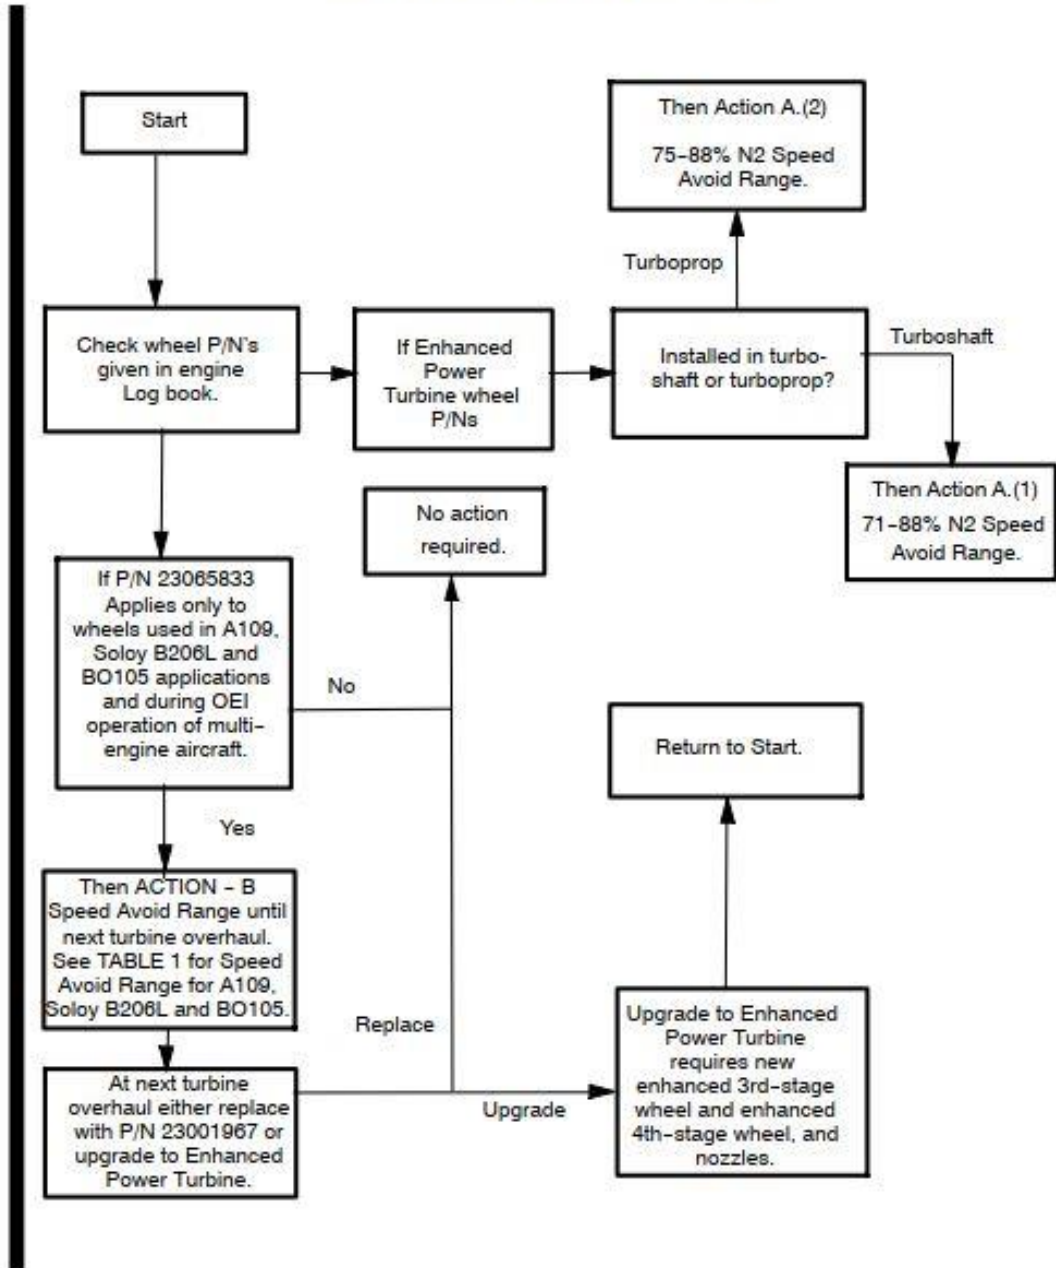 Start
Then Action A.(2)
75-88% N2 Speed
Avoid Range.
Turboprop
Check wheel P/N's
given in engine
Log book.
If Enhanced
Power
Turbine wheel
P/Ns
Installed in turbo-
shaft or turboprop?
Turboshaft
Then Action A.(1)
71-88% N2 Speed
Avoid Range.
No action
required.
If P/N 23065833
Applies only to
wheels used in A109,
Soloy B206L and
BO105 applications
and during OEI
operation of multi-
engine aircraft.
No
Return to Start.
Yes
Then ACTION - B
Speed Avoid Range until
next turbine overhaul.
See TABLE 1 for Speed
Avoid Range for A109,
Soloy B206L and BO105.
Replace
At next turbine
overhaul either replace
with P/N 23001967 or
upgrade to Enhanced
Power Turbine.
Upgrade
Upgrade to Enhanced
Power Turbine
requires new
enhanced 3rd-stage
wheel and enhanced
4th-stage wheel, and
nozzles.